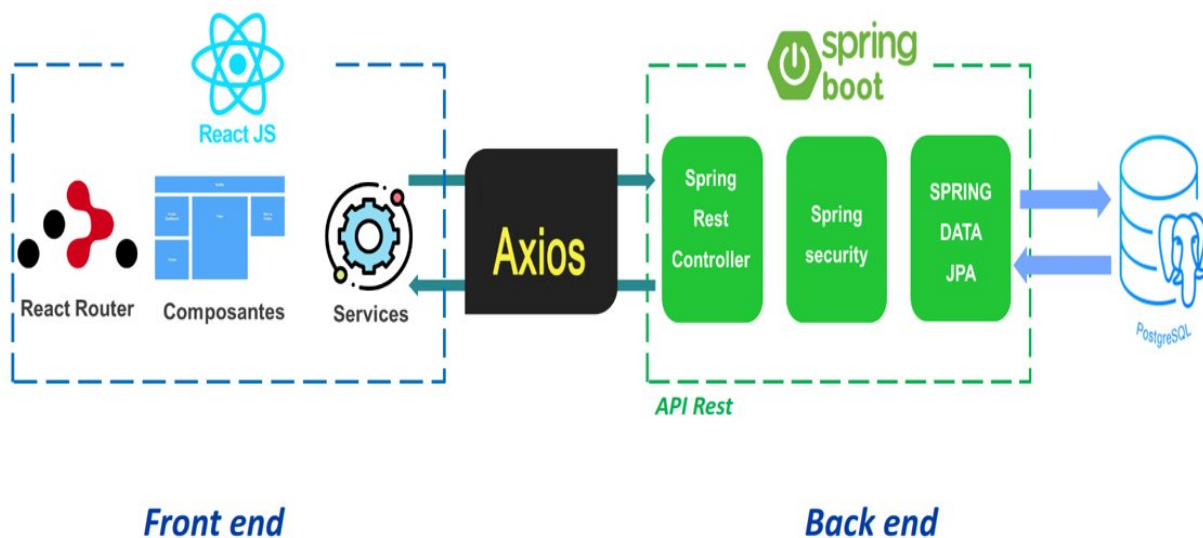 React JS
React Router
Composantes
Services
Axios
spring
boot
Spring
Rest
Controller
Spring
security
SPRING
DATA
JPA
PostgreSQL
API Rest
Front end
Back end